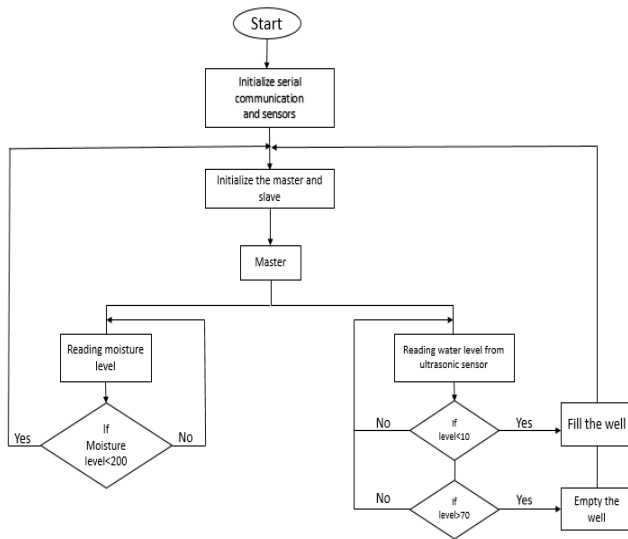 Start
Initialize serial
communication
and sensors
Initialize the master and
slave
Master
Reading moisture
level
Reading water level from
ultrasonic sensor
If
Moisture
level<200
Yes
No
If
level<10
No
Yes
Fill the well
If
level>70
No
Yes
Empty the
well